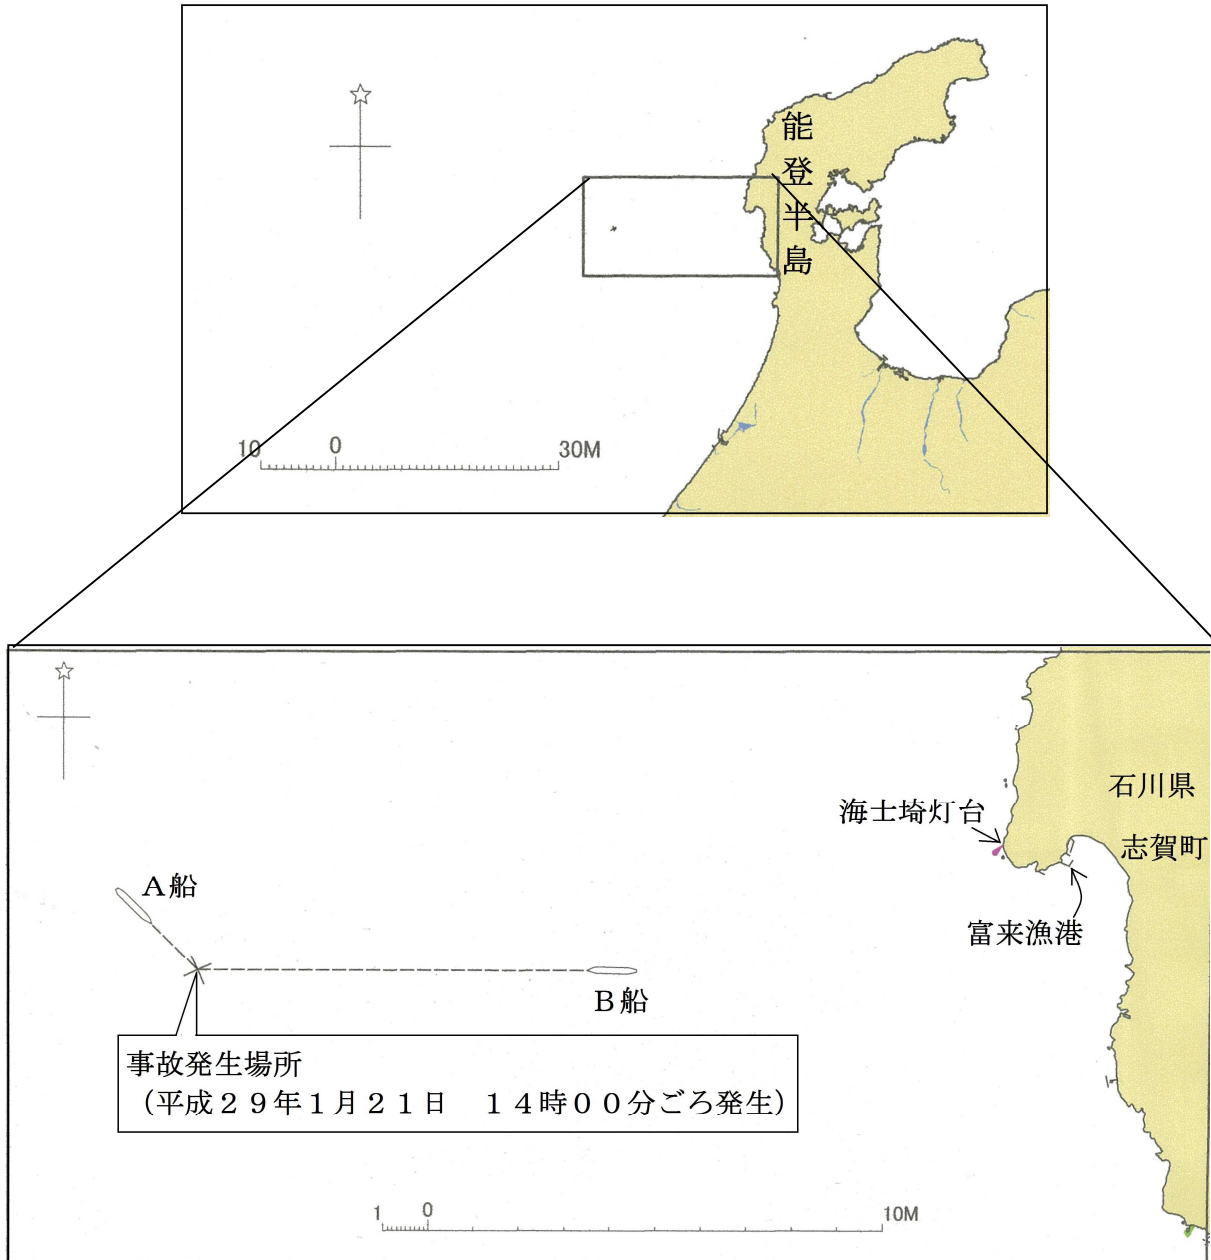 能登半島
10 0 30M
石川県
海士埼灯台
志賀町
A船
富来漁港
B船
事故発生場所
(平成29年1月21日 14時00分ごろ発生)
1 0 10M